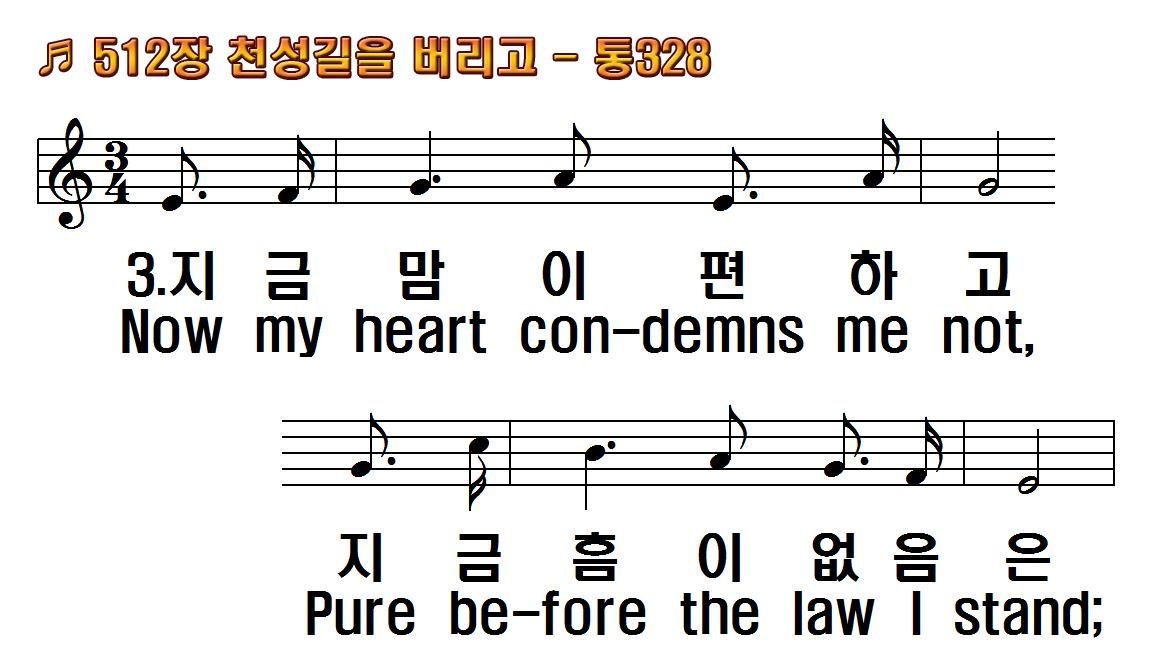 ♬ 512장 천성길을 버리고 - 통328
3.지 금 맘 이 편 하 고
Now my heart con-demns me not,
지 금 흠 이 없 음 은
Pure be-fore the law I stand;